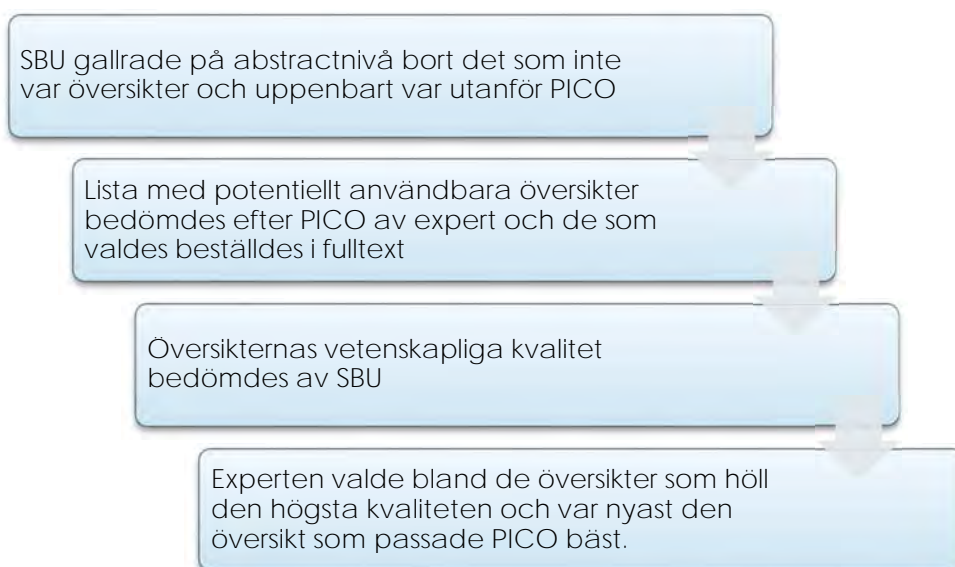 SBU gallrade på abstractnivå bort det som inte
var översikter och uppenbart var utanför PICO
Lista med potentiellt användbara översikter
bedömdes efter PICO av expert och de som
valdes beställdes i fulltext
Översikternas vetenskapliga kvalitet
bedömdes av SBU
Experten valde bland de översikter som höll
den högsta kvaliteten och var nyast den
översikt som passade PICO bäst.